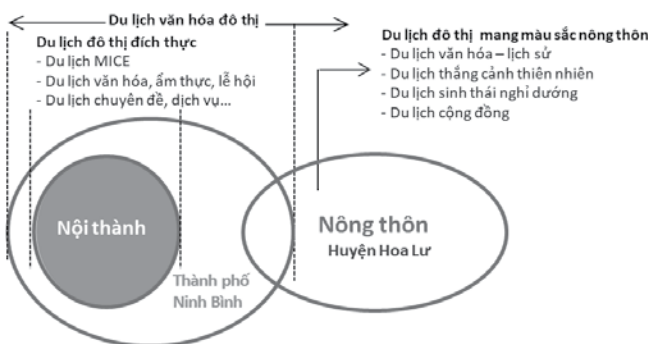 Du lịch văn hóa đô thị
Du lịch đô thị đích thực
- Du lịch MICE
- Du lịch văn hóa, ẩm thực, lễ hội
- Du lịch chuyên đề, dịch vụ...
Du lịch đô thị mang màu sắc nông thôn
- Du lịch văn hóa – lịch sử
- Du lịch thắng cảnh thiên nhiên
- Du lịch sinh thái nghỉ dướng
- Du lịch cộng đồng
Nội thành
Thành phố
Ninh Bình
Nông thôn
Huyện Hoa Lư